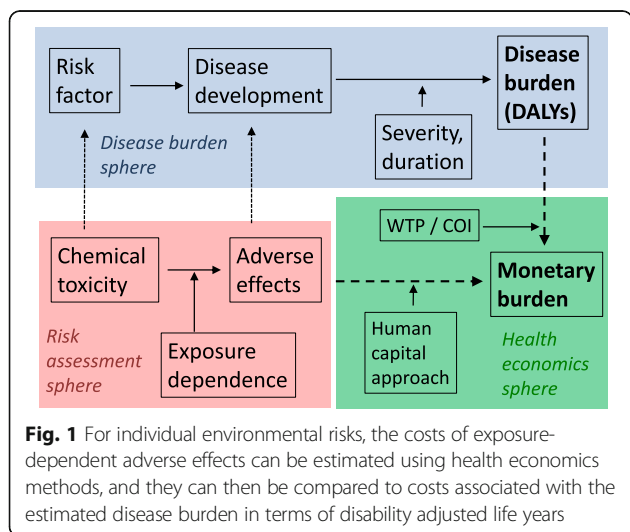 Risk
factor
Disease
development
Disease
burden
(DALYs)
Disease burden
sphere
Severity,
duration
WTP / COI
Chemical
toxicity
Adverse
effects
Monetary
burden
Risk
assessment
sphere
Exposure
dependence
Human
capital
approach
Health
economics
sphere
Fig. 1 For individual environmental risks, the costs of exposure-
dependent adverse effects can be estimated using health economics
methods, and they can then be compared to costs associated with the
estimated disease burden in terms of disability adjusted life years